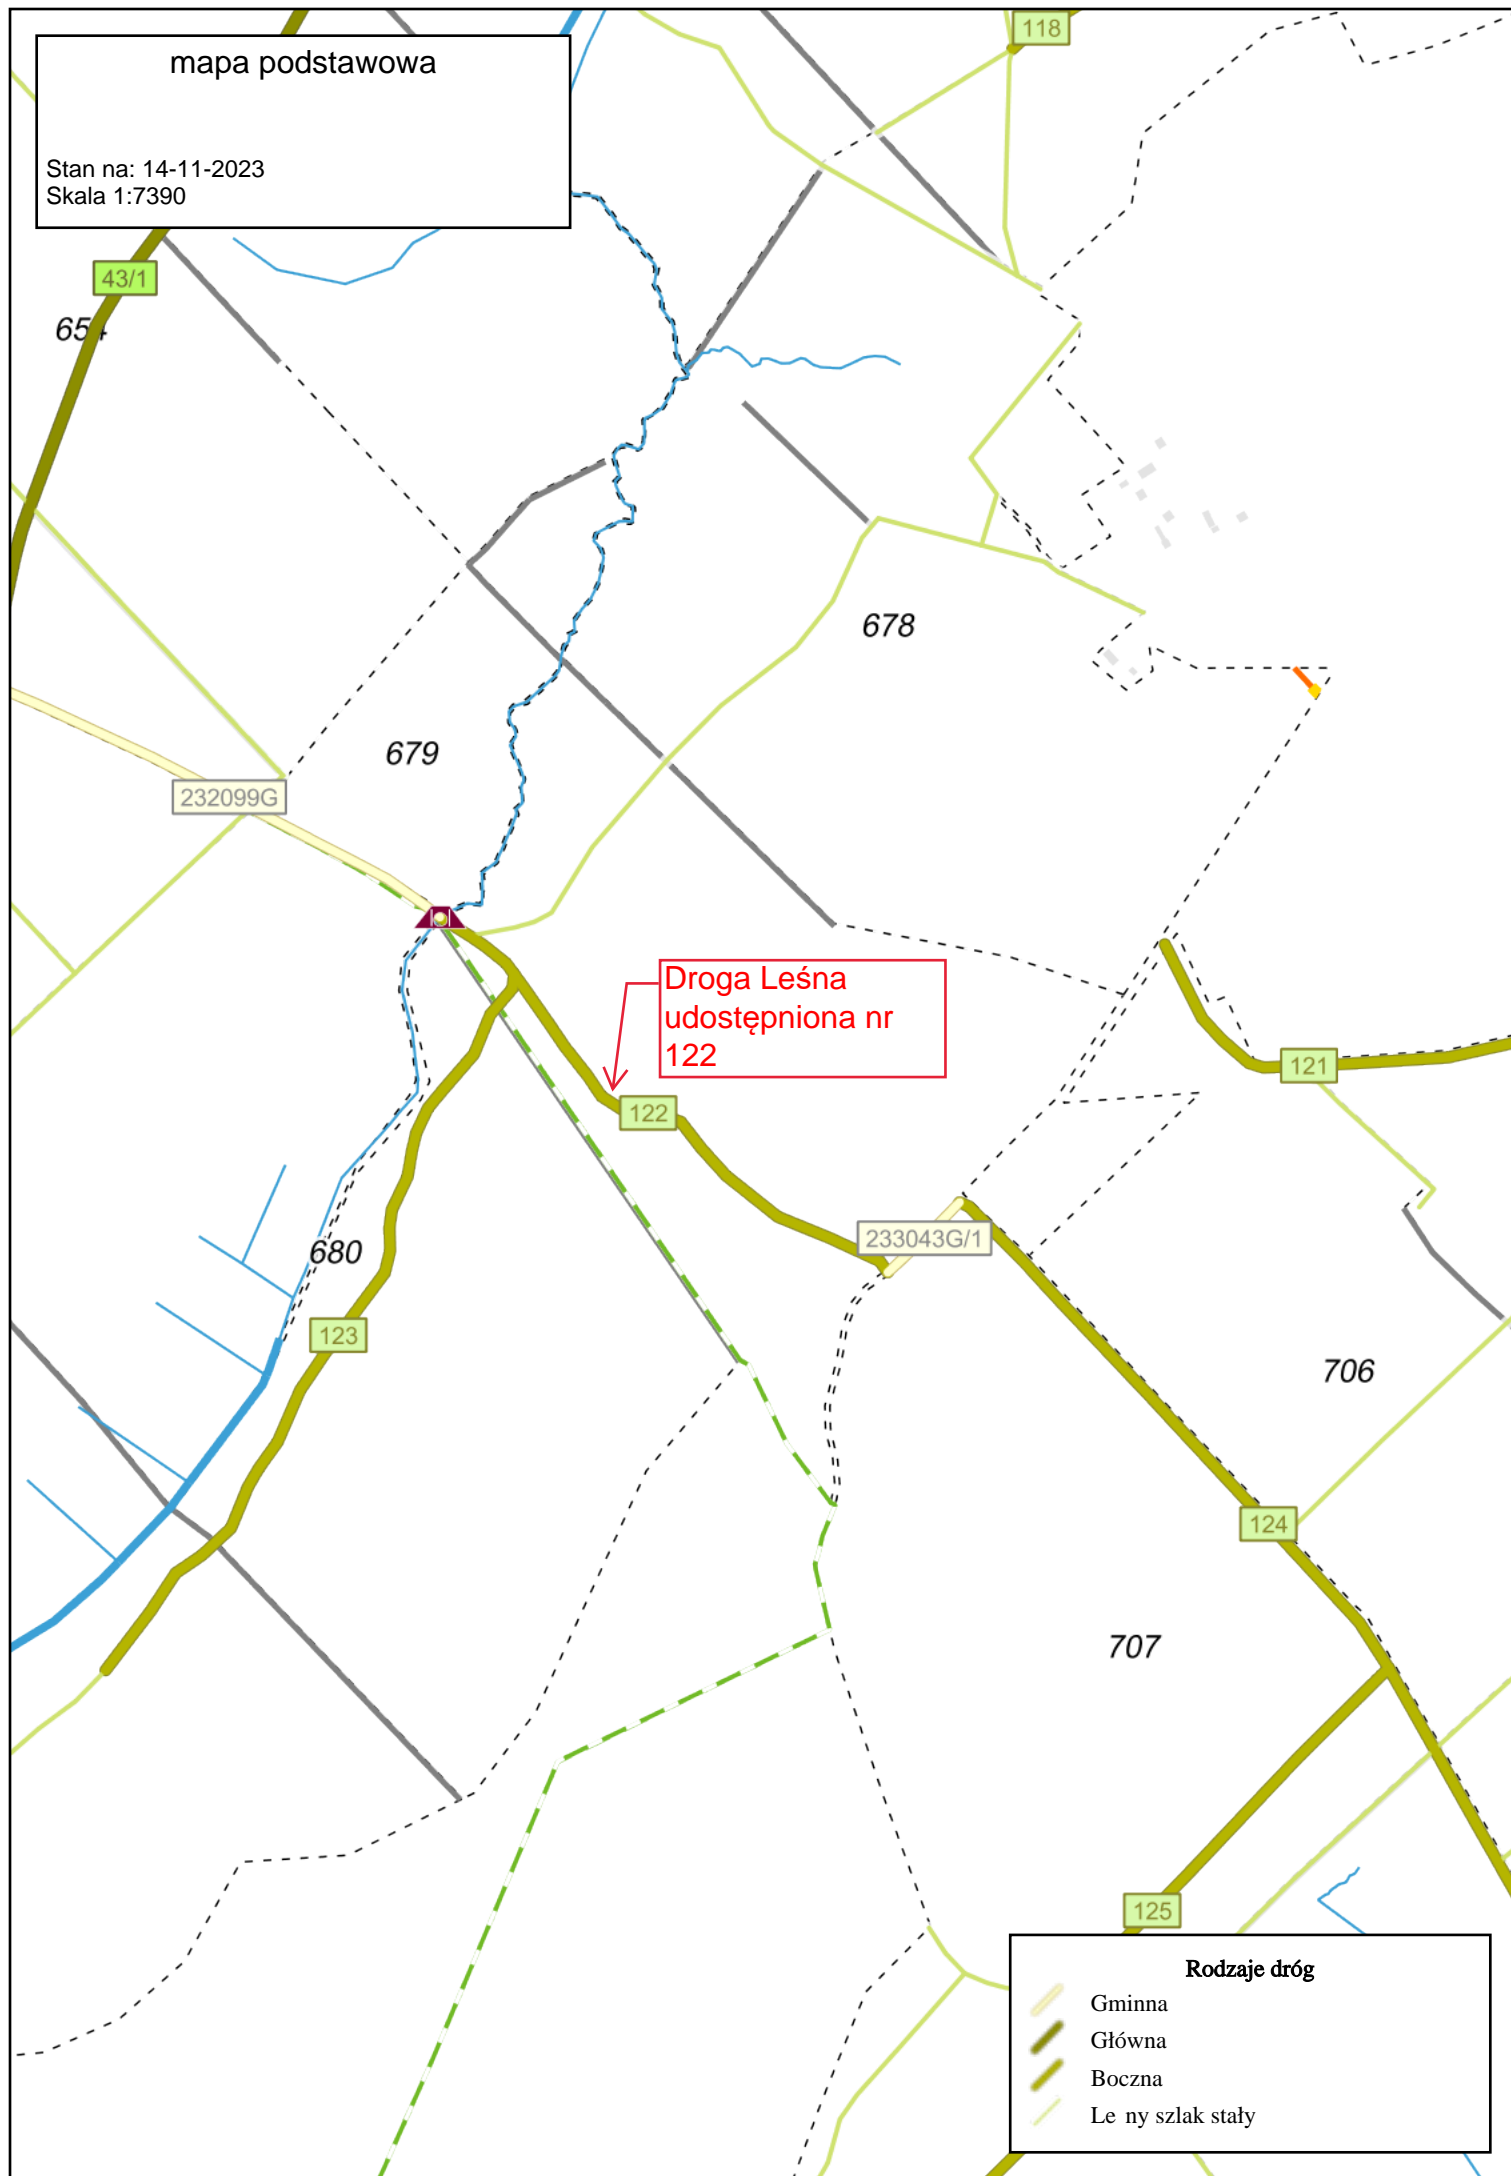 118
mapa podstawowa
Stan na: 14-11-2023
Skala 1:7390
43/1
654
678
679
232099G
Droga Leśna
udostępniona nr
122
121
122
233043G/1
680
123
706
124
707
125
Rodzaje dróg
Gminna
Główna
Boczna
Le ny szlak stały